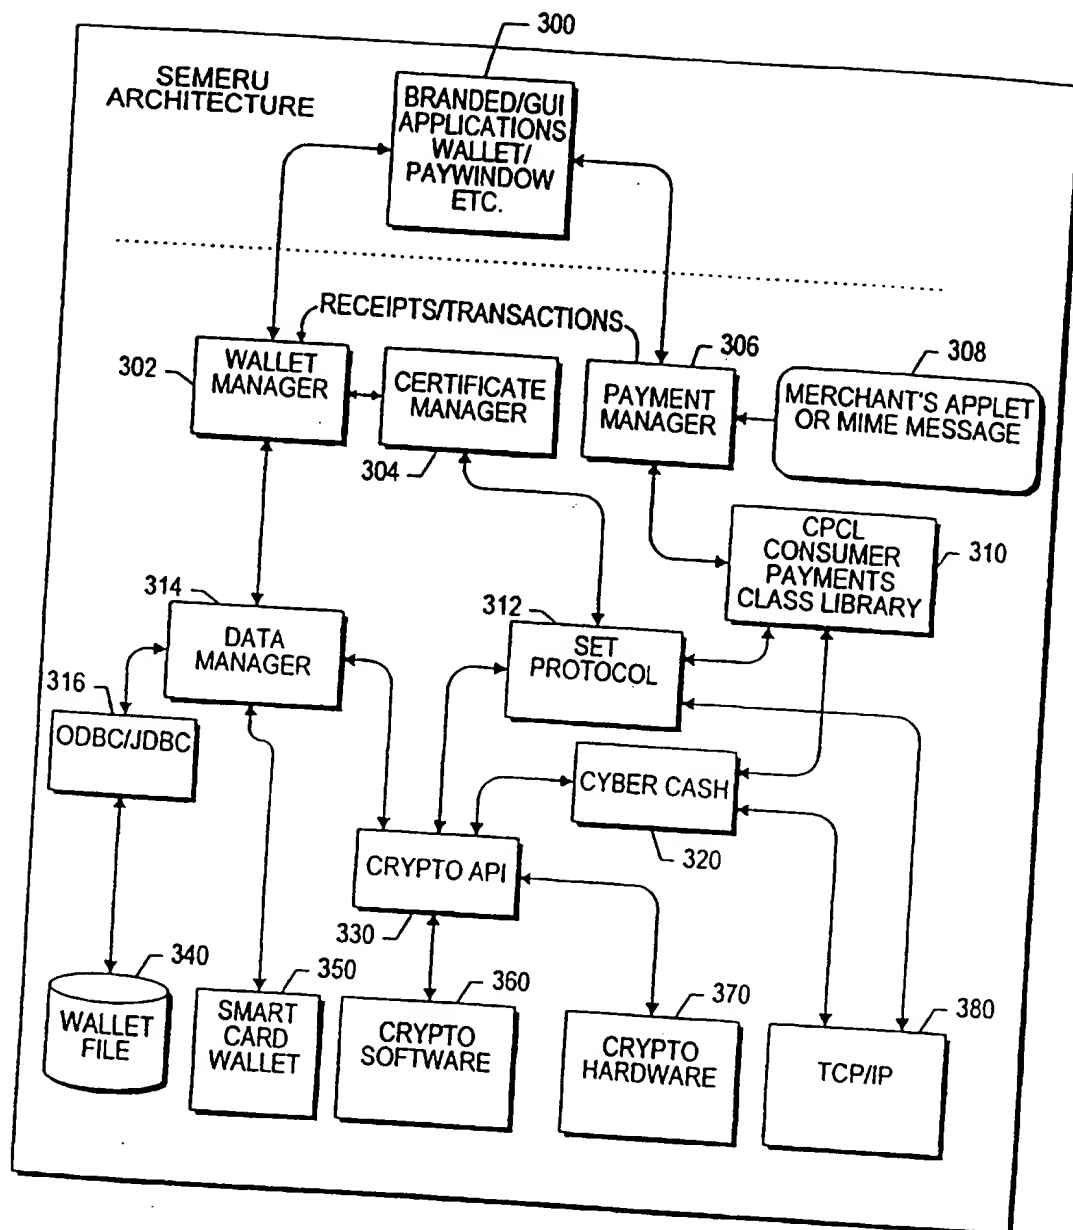 300
SEMERU
ARCHITECTURE
BRANDED/GUI
APPLICATIONS
WALLET/
PAYWINDOW
ETC.
RECEIPTS/TRANSACTIONS
302
WALLET
MANAGER
CERTIFICATE
MANAGER
304
306
PAYMENT
MANAGER
308
MERCHANT'S APPLET
OR MIME MESSAGE
CPCL
CONSUMER
PAYMENTS
CLASS LIBRARY
310
314
DATA
MANAGER
312
SET
PROTOCOL
316
ODBC/JDBC
CYBER CASH
320
CRYPTO API
330
340
WALLET
FILE
350
SMART
CARD
WALLET
360
CRYPTO
SOFTWARE
370
CRYPTO
HARDWARE
380
TCP/IP